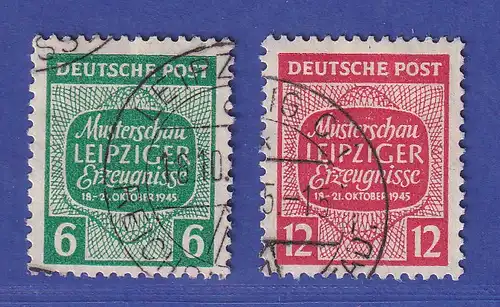 DEUTSCHE POST
Musterschau
LEIPZIGER
Erzeugnisse
18.-21. OKTOBER 1945
6 6
DEUTSCHE POST
Musterschau
LEIPZIGER
Erzeugnisse
18.-21. OKTOBER 1945
12 12